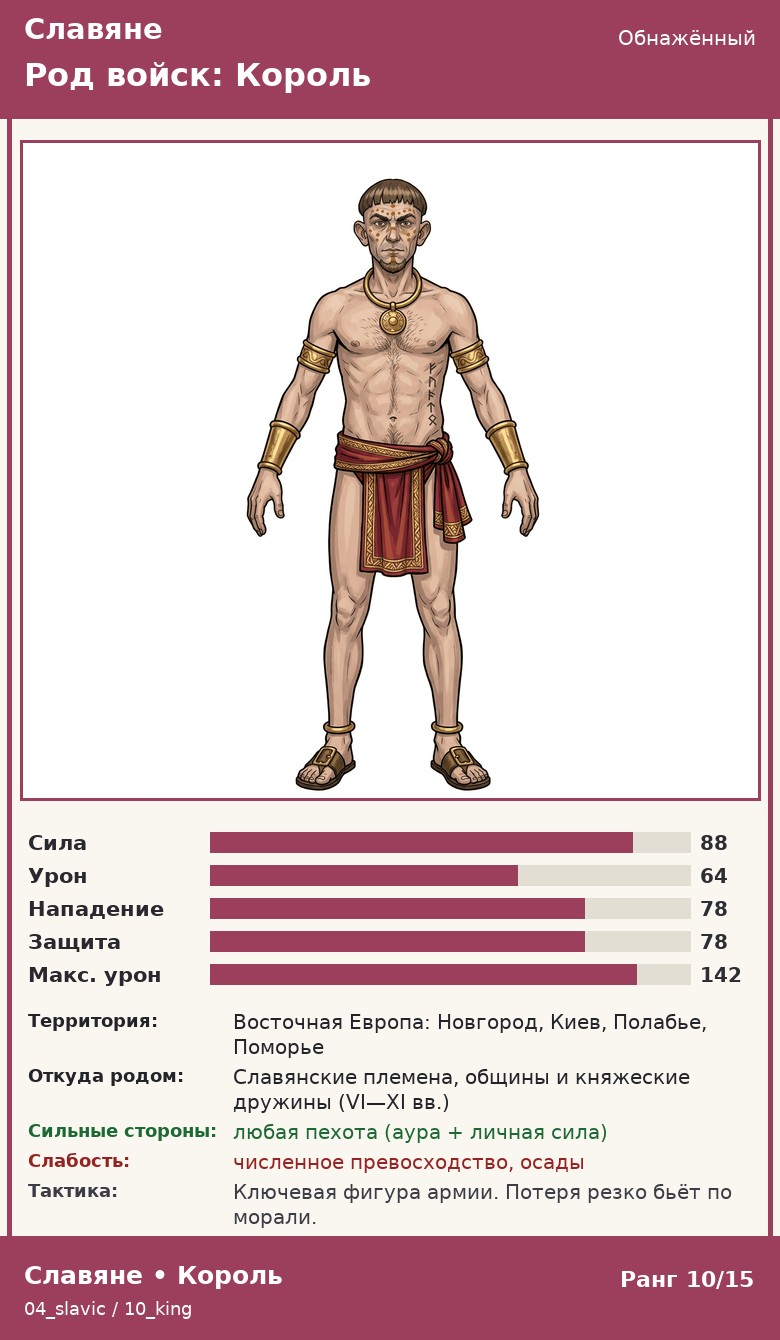 Славяне
Обнажённый
Род войск: Король
Сила 88
Урон 64
Нападение 78
Защита 78
Макс. урон 142
Территория: Восточная Европа: Новгород, Киев, Полабье,
Поморье
Откуда родом: Славянские племена, общины и княжеские
дружины (VI—XI вв.)
Сильные стороны: любая пехота (аура + личная сила)
Слабость: численное превосходство, осады
Тактика: Ключевая фигура армии. Потеря резко бьёт по
морали.
Славяне • Король
Ранг 10/15
04_slavic / 10_king